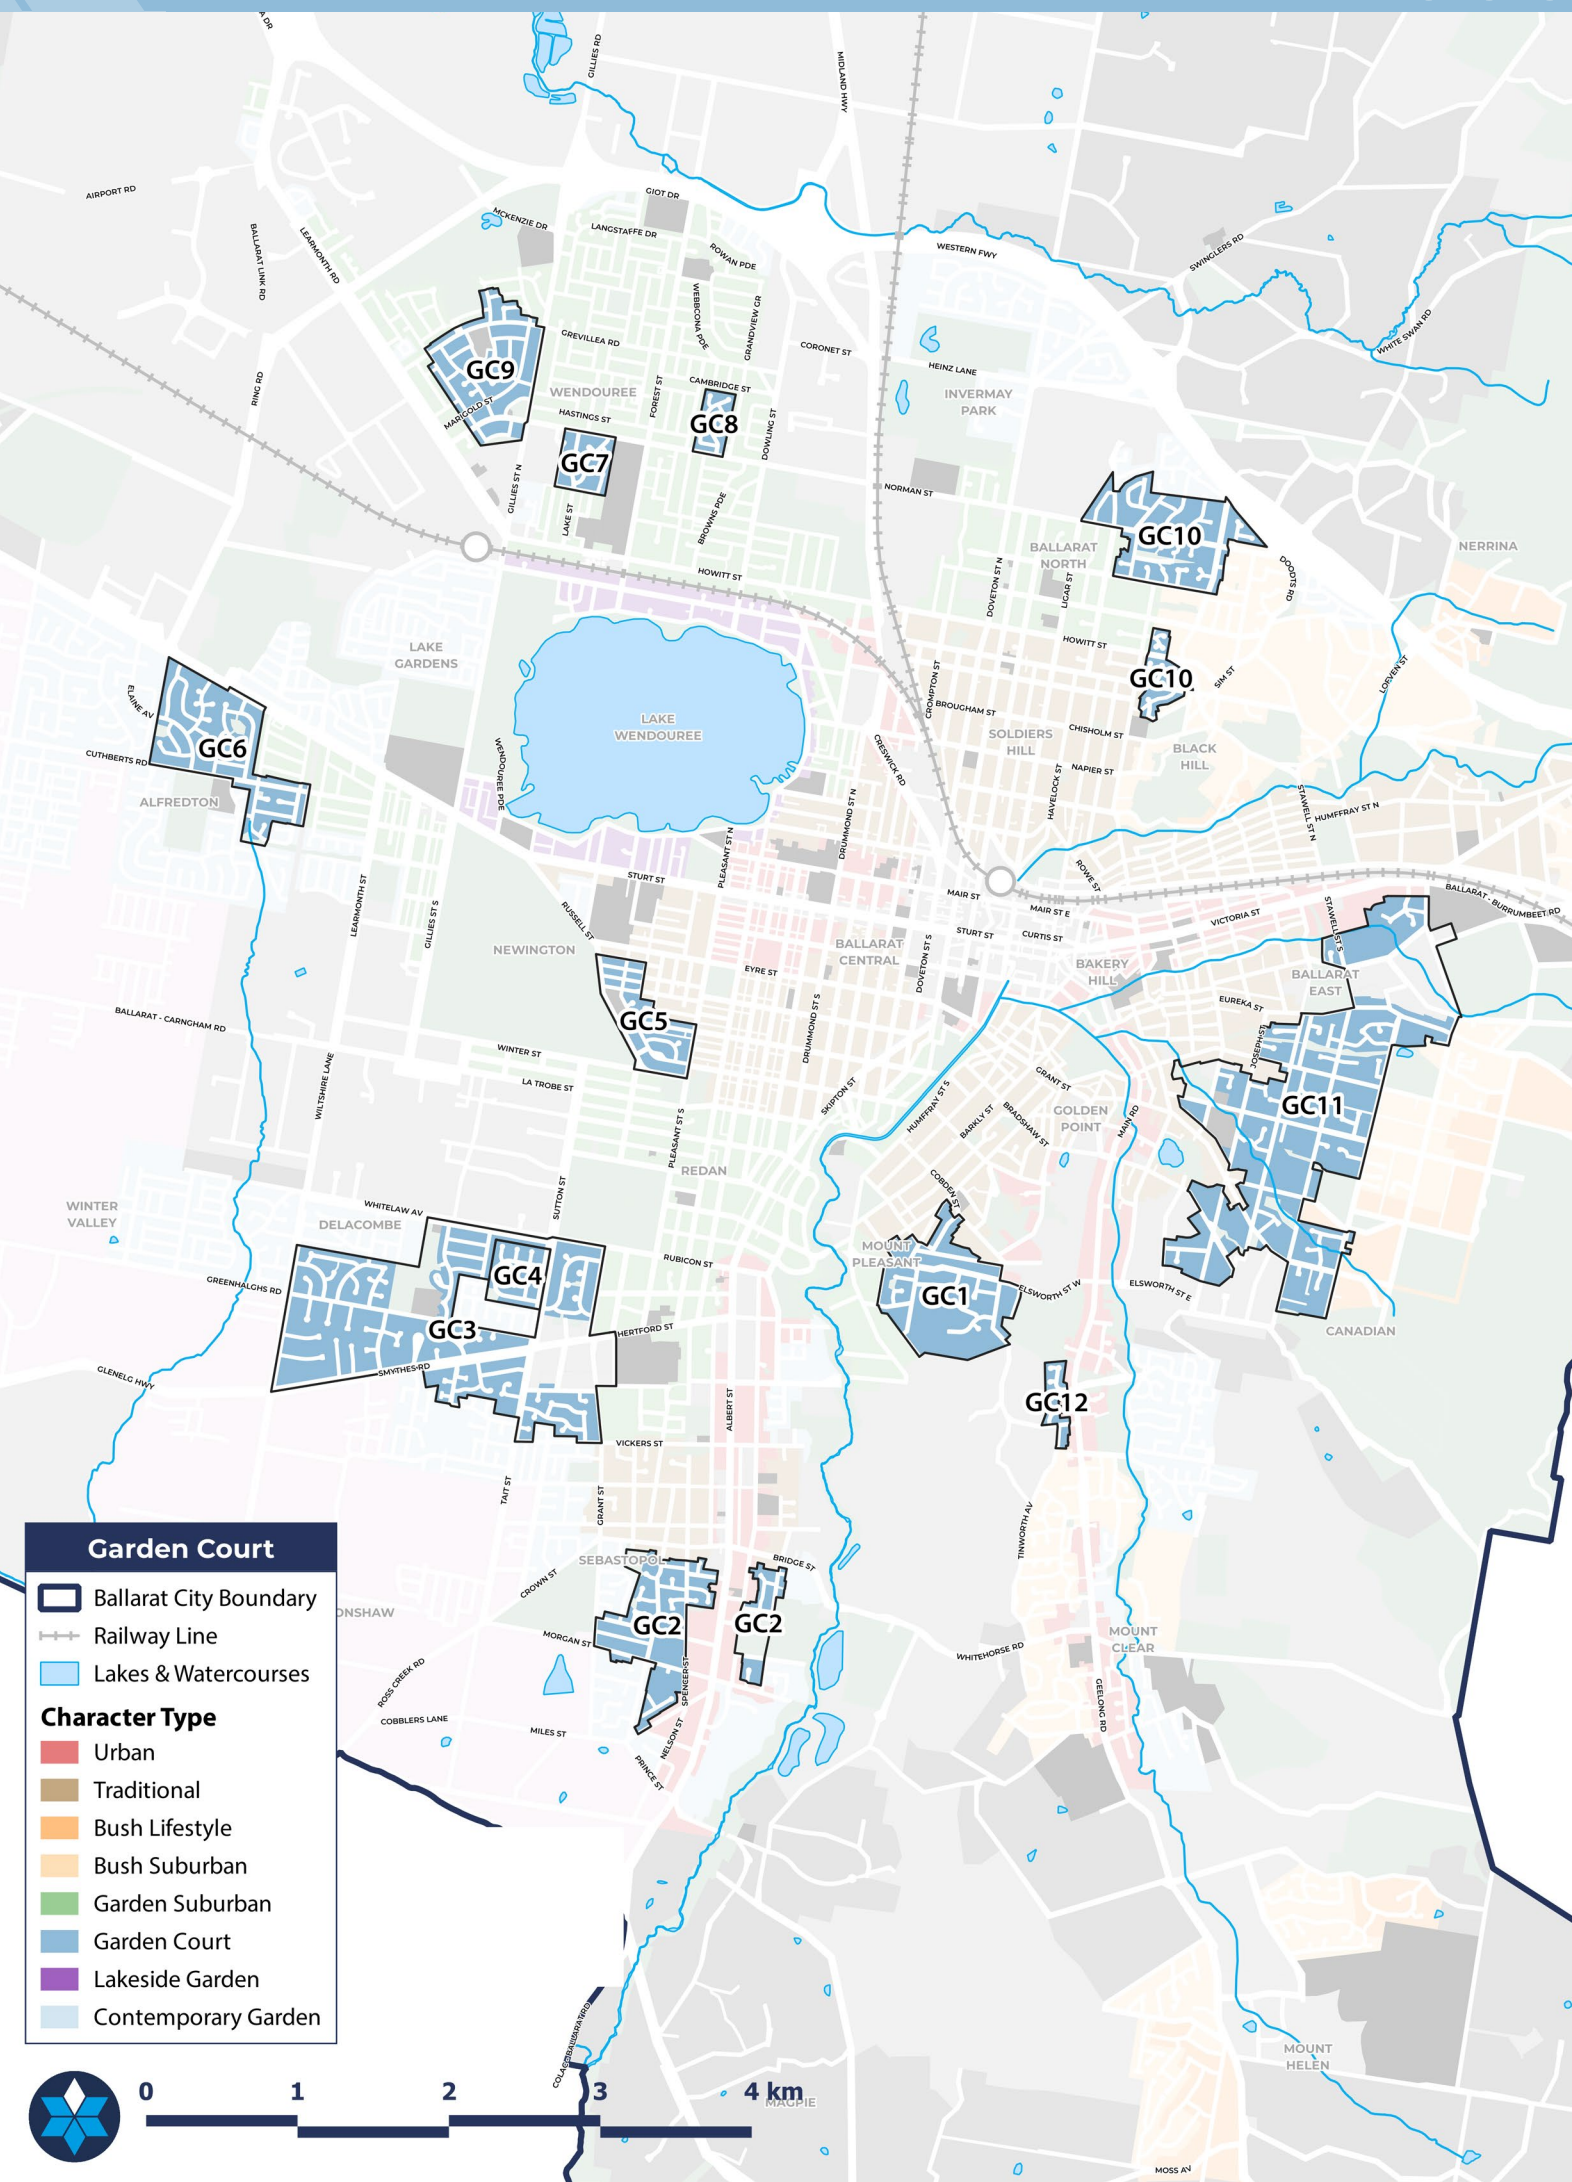 A DR
GILLIES RD
MIDLAND HWY
AIRPORT RD
GIOT DR
MCKENZIE DR
LANGSTAFFE DR
ROWAN PDE
WESTERN FWY
SWINGLERS RD
BALLARAT LINK RD
LEARMONTH RD
WEBBCONA PDE
GRANDVIEW GR
WHITE SWAN RD
GREVILLEA RD
CORONET ST
HEINZ LANE
GC9
RING RD
WENDOUREE
FOREST ST
CAMBRIDGE ST
INVERMAY
PARK
MARIGOLD ST
HASTINGS ST
GC8
DOWLING ST
GC7
GILLIES ST N
LAKE ST
BROWNS PDE
NORMAN ST
GC10
BALLARAT
NORTH
NERRINA
HOWITT ST
DOVETON ST N
LIGAR ST
DOODTS RD
LAKE
GARDENS
HOWITT ST
GC10
SIM ST
LOFVEN ST
ELAINE AV
CROMPTON ST
BROUGHAM ST
LAKE
WENDOUREE
SOLDIERS
HILL
CHISHOLM ST
GC6
CUTHBERTS RD
WENDOUREE PDE
CRESWICK RD
BLACK
HILL
NAPIER ST
HAVELOCK ST
ALFREDTON
DRUMMOND ST N
STAWELL ST N
HUMFFRAY ST N
PLEASANT ST N
STURT ST
ROWE ST
LEARMONTH ST
GILLIES ST S
RUSSELL ST
MAIR ST
MAIR ST E
BALLARAT - BURRUMBEET RD
VICTORIA ST
STAWELL ST S
NEWINGTON
BALLARAT
CENTRAL
STURT ST
CURTIS ST
DOVETON ST S
BAKERY
HILL
EYRE ST
BALLARAT
EAST
EUREKA ST
BALLARAT - CARNGHAM RD
GC5
DRUMMOND ST S
JOSEPH ST
WINTER ST
LA TROBE ST
WILTSHIRE LANE
GRANT ST
SKIPTON ST
HUMFFRAY ST S
BARKLY ST
BRADSHAW ST
GOLDEN
POINT
MAIN RD
GC11
PLEASANT ST S
REDAN
COBDEN ST
WINTER
VALLEY
WHITELAW AV
SUTTON ST
DELACOMBE
MOUNT
PLEASANT
RUBICON ST
GC4
GREENHALGHS RD
GC1
ELSWORTH ST W
ELSWORTH ST E
GC3
HERTFORD ST
CANADIAN
GLENELG HWY
SMYTHES RD
ALBERT ST
GC12
VICKERS ST
TAIT ST
GRANT ST
TINWORTH AV
SEBASTOPOL
BRIDGE ST
CROWN ST
GC2
GC2
ONSHAW
MORGAN ST
WHITEHORSE RD
MOUNT
CLEAR
ROSS CREEK RD
SPENCER ST
GEELONG RD
COBBLERS LANE
MILES ST
NELSON ST
PRINCE ST
Garden Court
Ballarat City Boundary
Railway Line
Lakes & Watercourses
Character Type
Urban
Traditional
Bush Lifestyle
Bush Suburban
Garden Suburban
Garden Court
Lakeside Garden
Contemporary Garden
MOUNT
HELEN
0 1 2 3 4 km
MAGPIE
MOSS AV